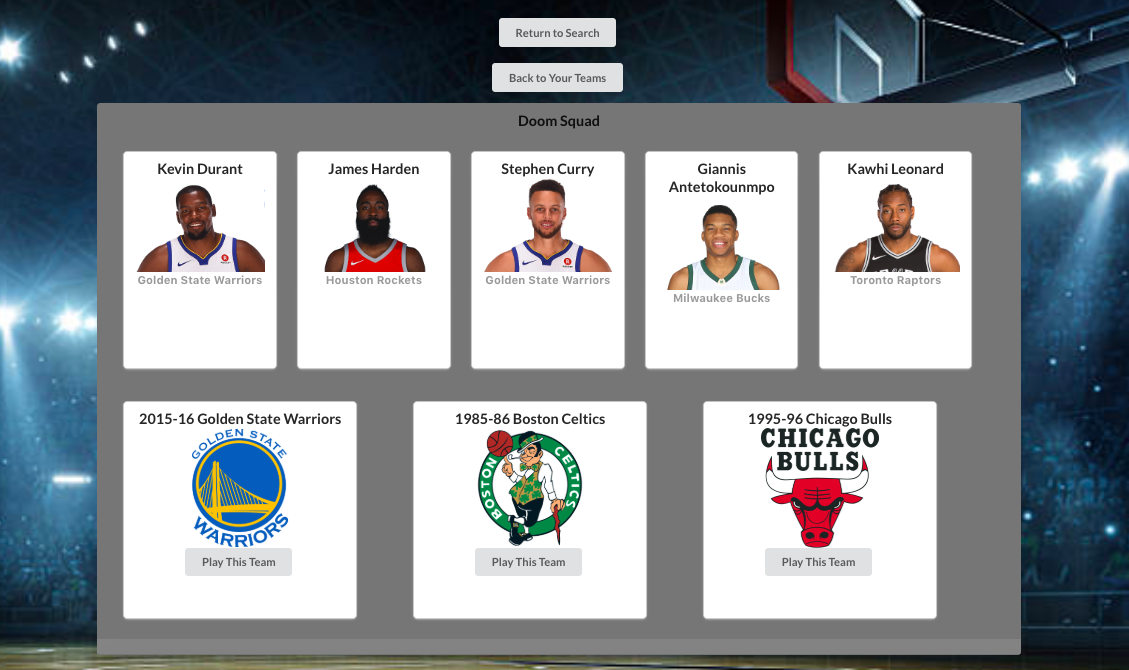 Return to Search
Back to Your Teams
Doom Squad
Kevin Durant
Golden State Warriors
James Harden
Houston Rockets
Stephen Curry
Golden State Warriors
Giannis
Antetokounmpo
Milwaukee Bucks
Kawhi Leonard
Toronto Raptors
2015-16 Golden State Warriors
GOLDEN STATE
WARRIORS
Play This Team
1985-86 Boston Celtics
BOSTON
CELTICS
Play This Team
1995-96 Chicago Bulls
CHICAGO
BULLS
Play This Team